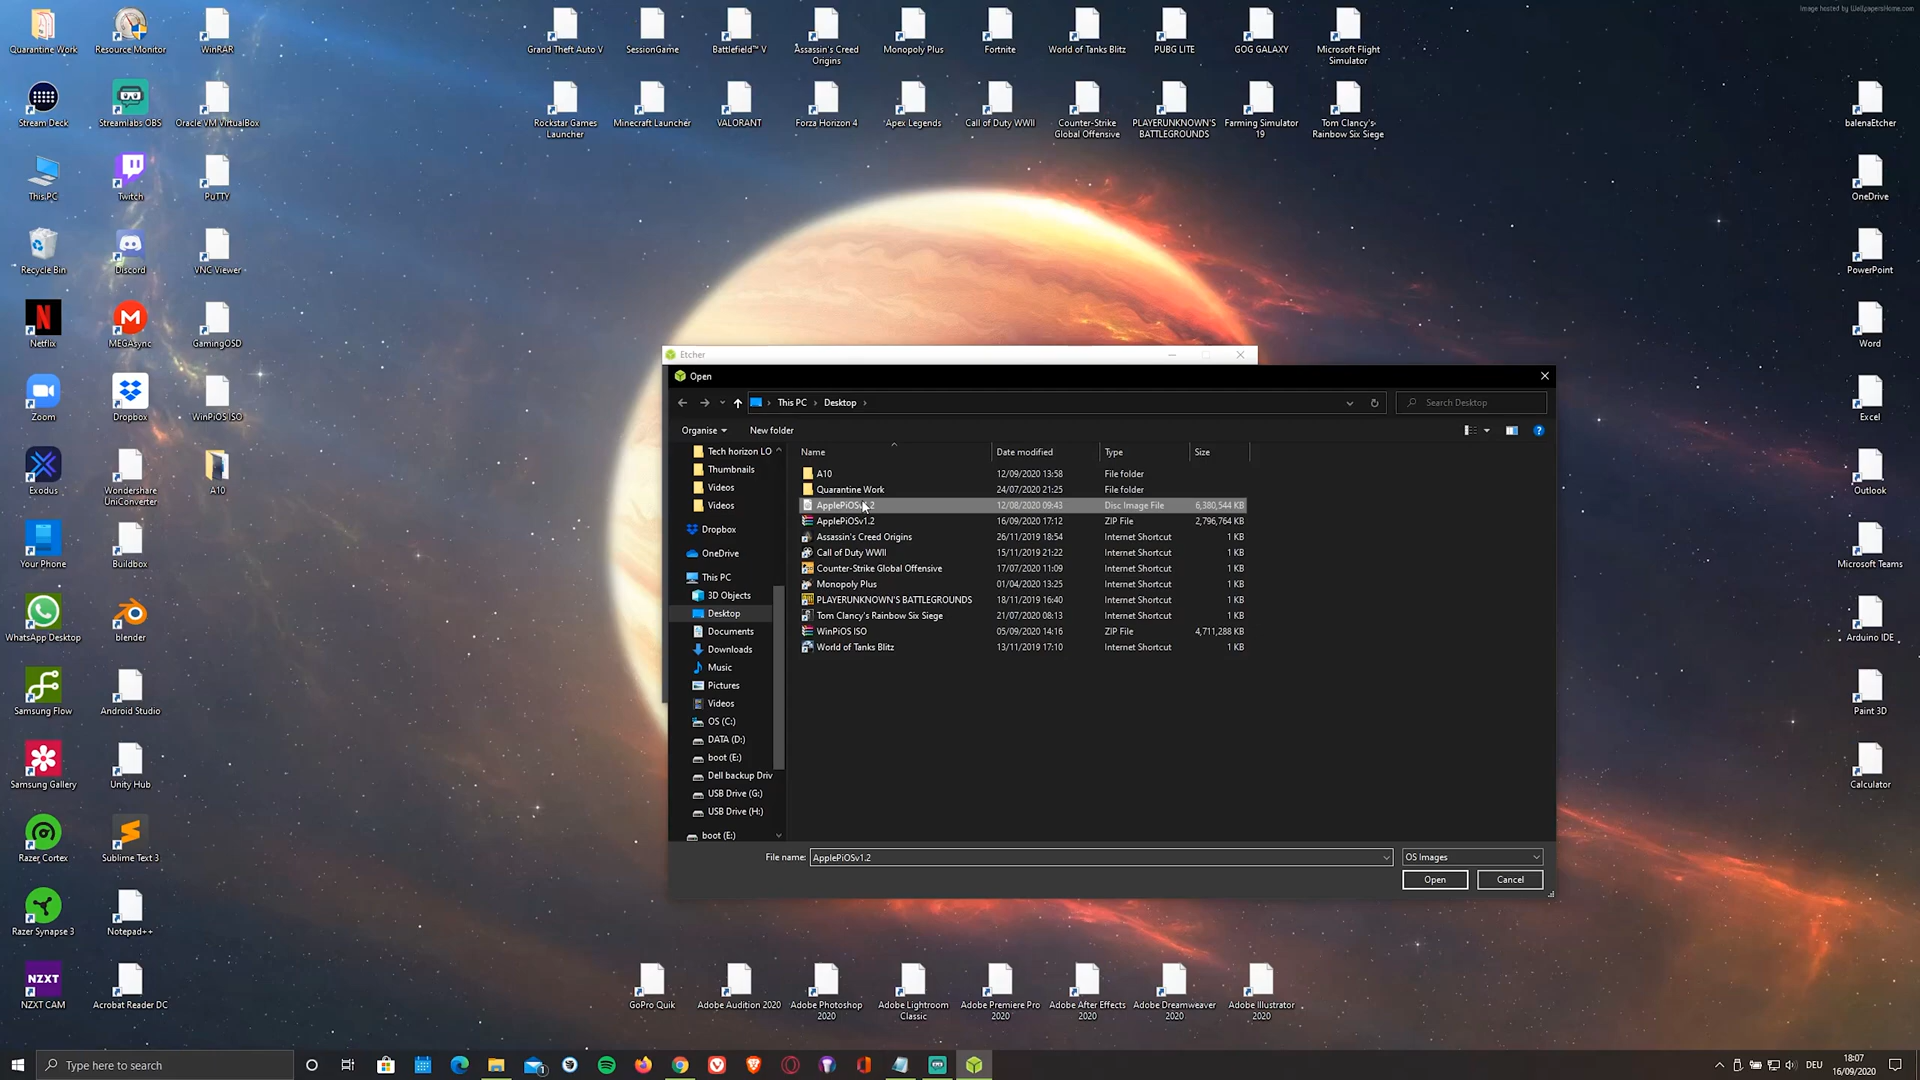 Image hosted by WallpapersHome.com
Quarantine Work
Resource Monitor
WinRAR
Grand Theft Auto V
SessionGame
Battlefield™ V
Assassin's Creed Origins
Monopoly Plus
Fortnite
World of Tanks Blitz
PUBG LITE
GOG GALAXY
Microsoft Flight Simulator
Stream Deck
Streamlabs OBS
Oracle VM VirtualBox
Rockstar Games Launcher
Minecraft Launcher
VALORANT
Forza Horizon 4
Apex Legends
Call of Duty WWII
Counter-Strike Global Offensive
PLAYERUNKNOWN'S BATTLEGROUNDS
Farming Simulator 19
Tom Clancy's Rainbow Six Siege
balenaEtcher
This PC
Twitch
PuTTY
OneDrive
Recycle Bin
Discord
VNC Viewer
PowerPoint
Netflix
MEGAsync
GamingOSD
Word
Zoom
Dropbox
WinPiOS ISO
Excel
Exodus
Wondershare UniConverter
A10
Outlook
Your Phone
Buildbox
Microsoft Teams
WhatsApp Desktop
blender
Arduino IDE
Samsung Flow
Android Studio
Paint 3D
Samsung Gallery
Unity Hub
Calculator
Razer Cortex
Sublime Text 3
Razer Synapse 3
Notepad++
NZXT
NZXT CAM
Acrobat Reader DC
GoPro Quik
Adobe Audition 2020
Adobe Photoshop 2020
Adobe Lightroom Classic
Adobe Premiere Pro 2020
Adobe After Effects 2020
Adobe Dreamweaver 2020
Adobe Illustrator 2020
Etcher
Open
This PC > Desktop >
Search Desktop
Organise
New folder
Name Date modified Type Size
Tech horizon LO
Thumbnails
Videos
Videos
Dropbox
OneDrive
This PC
3D Objects
Desktop
Documents
Downloads
Music
Pictures
Videos
OS (C:)
DATA (D:)
boot (E:)
Dell backup Driv
USB Drive (G:)
USB Drive (H:)
boot (E:)
A10 12/09/2020 13:58 File folder
Quarantine Work 24/07/2020 21:25 File folder
ApplePiOSv1.2 12/08/2020 09:43 Disc Image File 6,380,544 KB
ApplePiOSv1.2 16/09/2020 17:12 ZIP File 2,796,764 KB
Assassin's Creed Origins 26/11/2019 18:54 Internet Shortcut 1 KB
Call of Duty WWII 15/11/2019 21:22 Internet Shortcut 1 KB
Counter-Strike Global Offensive 17/07/2020 11:09 Internet Shortcut 1 KB
Monopoly Plus 01/04/2020 13:25 Internet Shortcut 1 KB
PLAYERUNKNOWN'S BATTLEGROUNDS 18/11/2019 16:40 Internet Shortcut 1 KB
Tom Clancy's Rainbow Six Siege 21/07/2020 08:13 Internet Shortcut 1 KB
WinPiOS ISO 05/09/2020 14:16 ZIP File 4,711,288 KB
World of Tanks Blitz 13/11/2019 17:10 Internet Shortcut 1 KB
File name: ApplePiOSv1.2
OS Images
Open
Cancel
Type here to search
DEU
18:07
16/09/2020